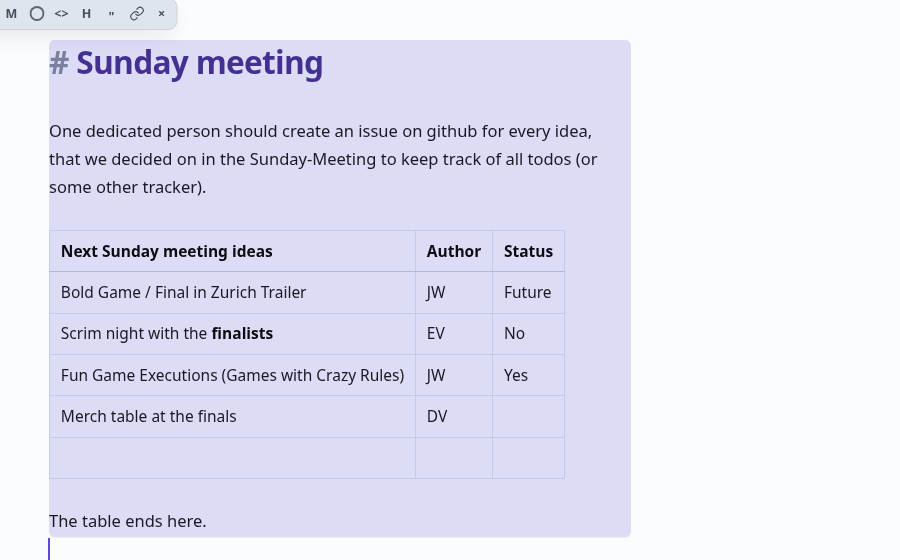 M <> H " ×
# Sunday meeting
One dedicated person should create an issue on github for every idea,
that we decided on in the Sunday-Meeting to keep track of all todos (or
some other tracker).
Next Sunday meeting ideas Author Status
Bold Game / Final in Zurich Trailer JW Future
Scrim night with the finalists EV No
Fun Game Executions (Games with Crazy Rules) JW Yes
Merch table at the finals DV
The table ends here.